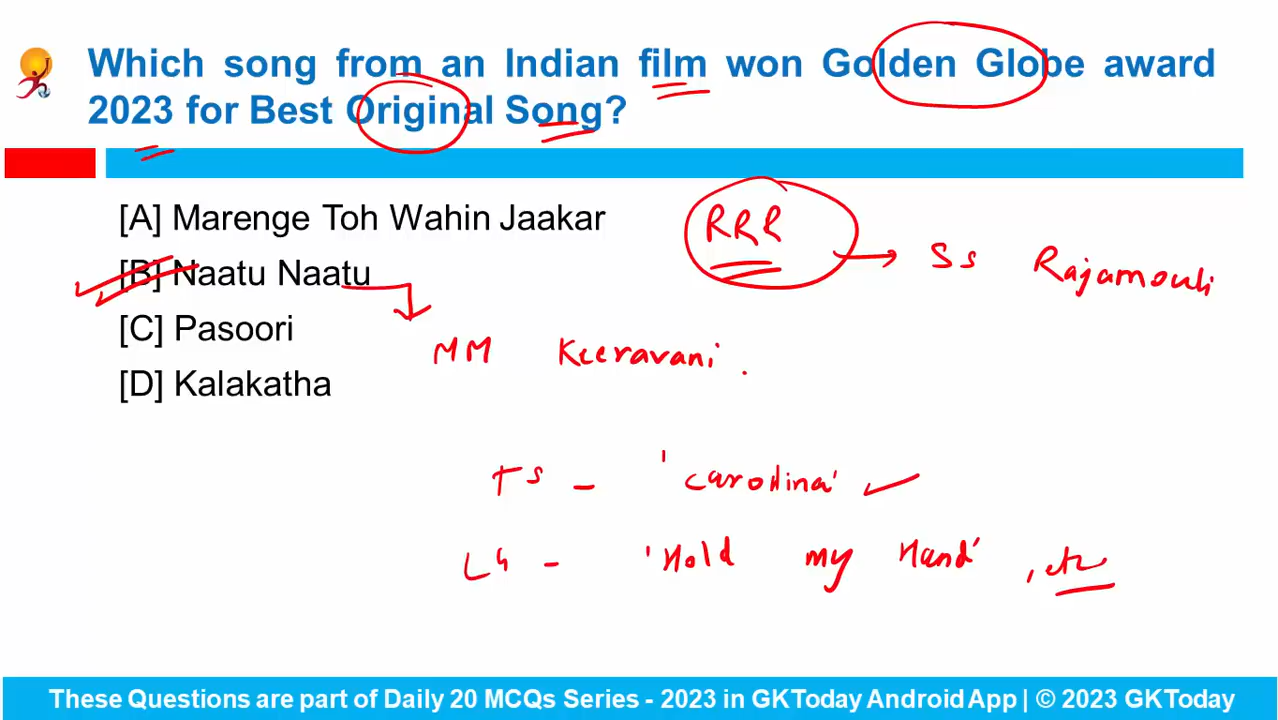 Which song from an Indian film won Golden Globe award
2023 for Best Original Song?
[A] Marenge Toh Wahin Jaakar
RRR → SS Rajamouli
[B] Naatu Naatu
[C] Pasoori
MM Keeravani.
[D] Kalakatha
TS - 'Carolina'
LG - 'Hold my Hand', etc
These Questions are part of Daily 20 MCQs Series - 2023 in GKToday Android App | © 2023 GKToday